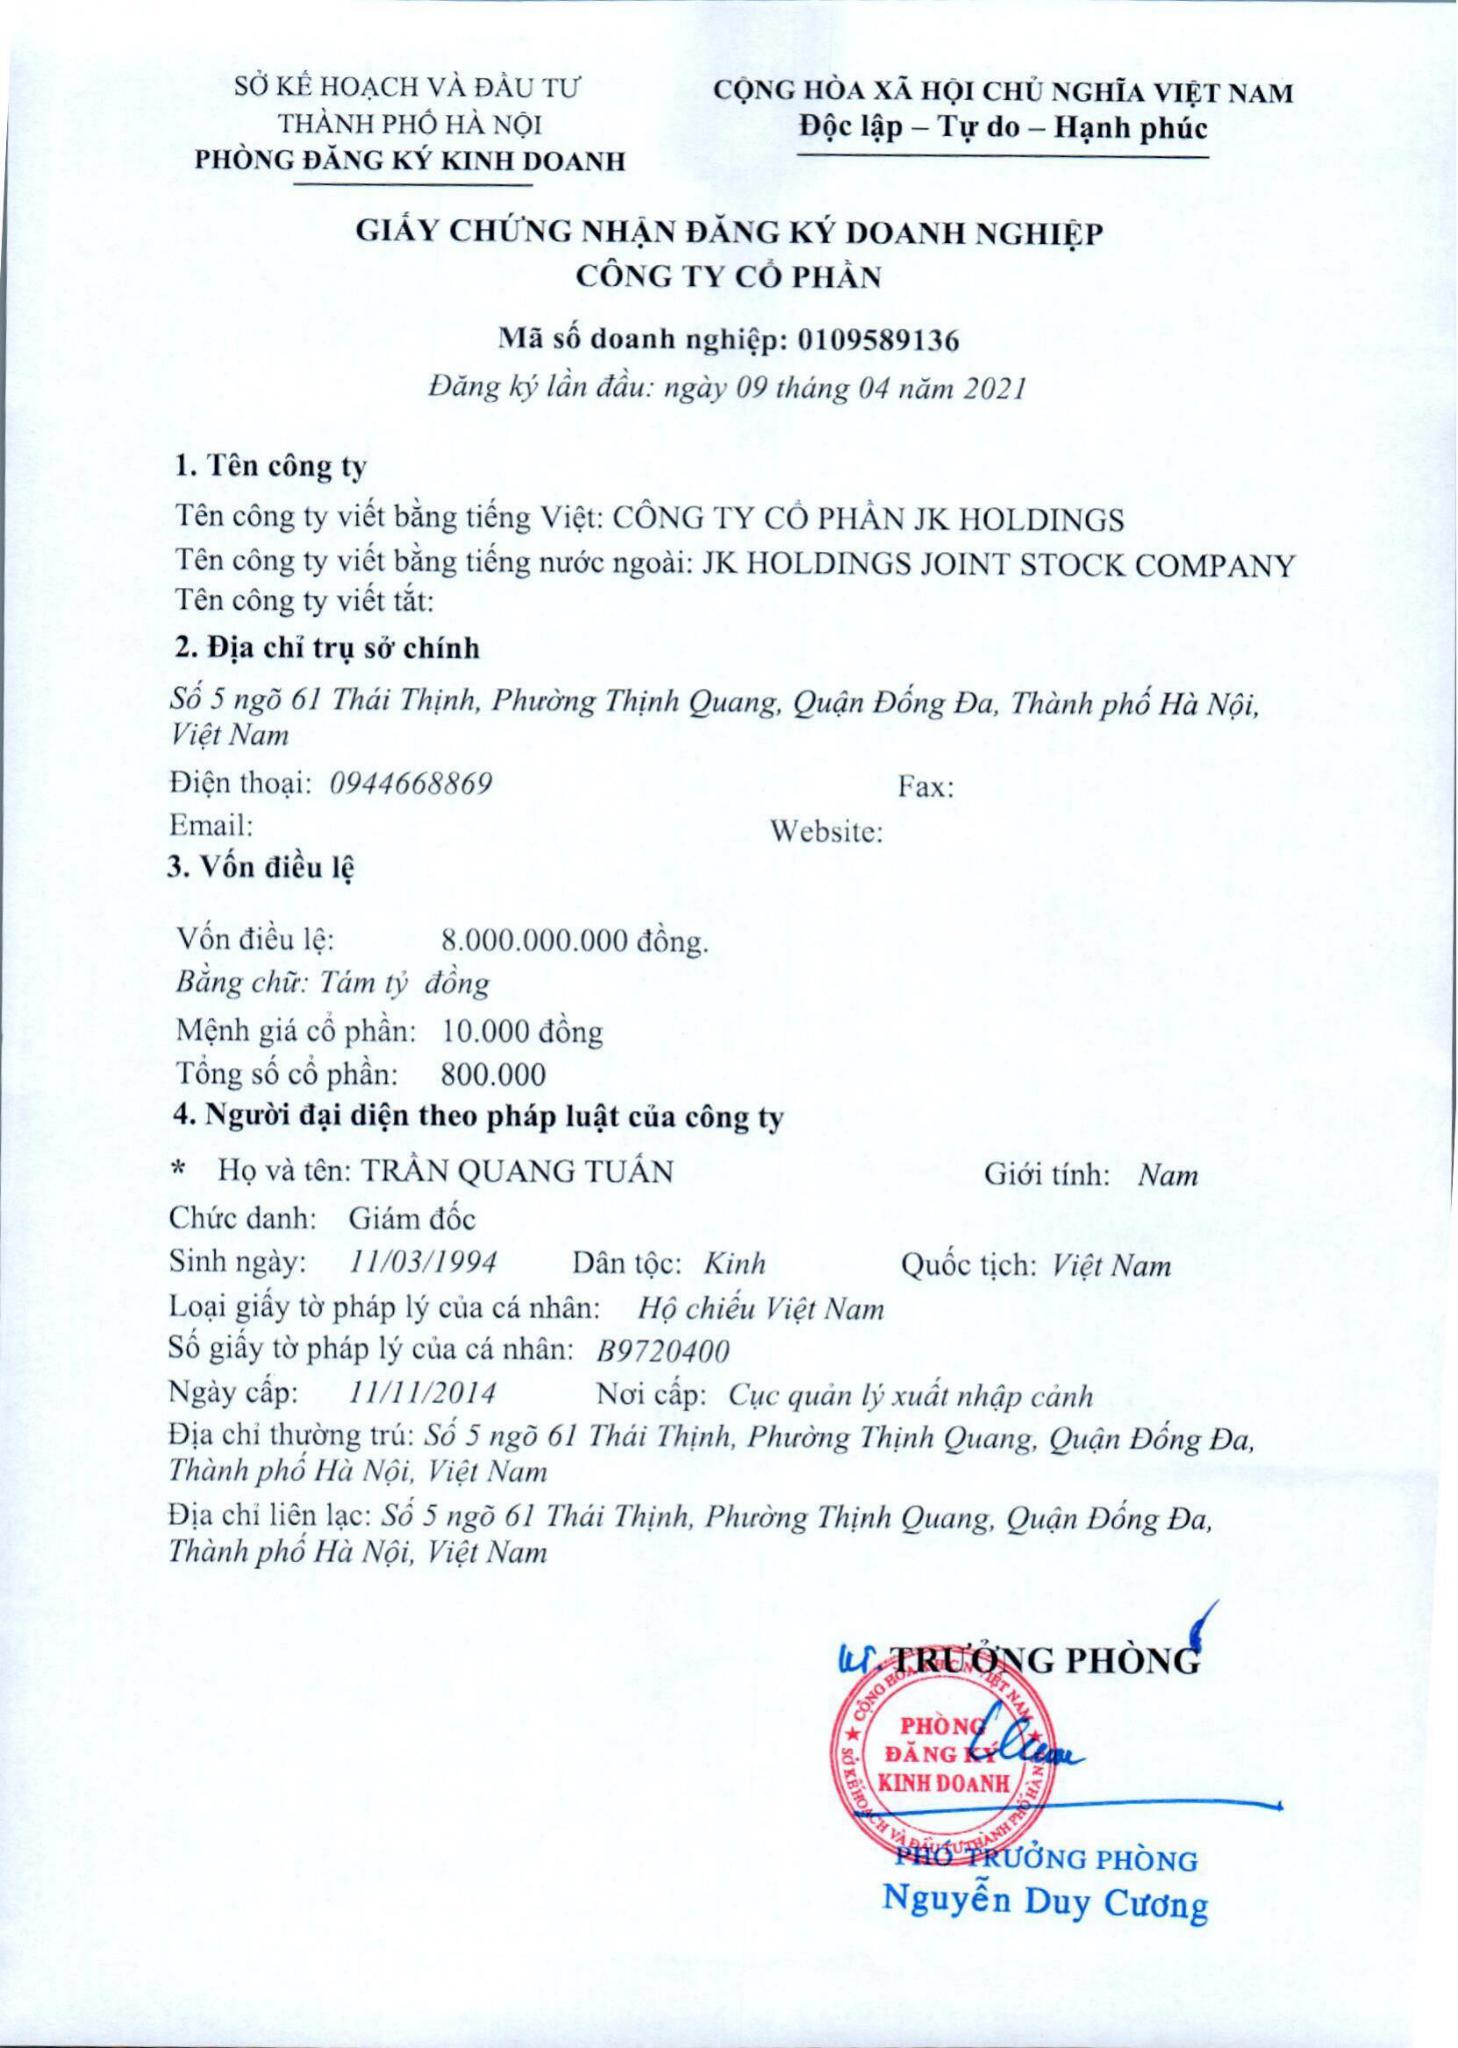 SỞ KẾ HOẠCH VÀ ĐẦU TƯ
THÀNH PHỐ HÀ NỘI
PHÒNG ĐĂNG KÝ KINH DOANH
CỘNG HÒA XÃ HỘI CHỦ NGHĨA VIỆT NAM
Độc lập – Tự do – Hạnh phúc
GIẤY CHỨNG NHẬN ĐĂNG KÝ DOANH NGHIỆP
CÔNG TY CỔ PHẦN
Mã số doanh nghiệp: 0109589136
Đăng ký lần đầu: ngày 09 tháng 04 năm 2021
1. Tên công ty
Tên công ty viết bằng tiếng Việt: CÔNG TY CỔ PHẦN JK HOLDINGS
Tên công ty viết bằng tiếng nước ngoài: JK HOLDINGS JOINT STOCK COMPANY
Tên công ty viết tắt:
2. Địa chỉ trụ sở chính
Số 5 ngõ 61 Thái Thịnh, Phường Thịnh Quang, Quận Đống Đa, Thành phố Hà Nội,
Việt Nam
Điện thoại: 0944668869 Fax:
Email: Website:
3. Vốn điều lệ
Vốn điều lệ: 8.000.000.000 đồng.
Bằng chữ: Tám tỷ đồng
Mệnh giá cổ phần: 10.000 đồng
Tổng số cổ phần: 800.000
4. Người đại diện theo pháp luật của công ty
* Họ và tên: TRẦN QUANG TUẤN Giới tính: Nam
Chức danh: Giám đốc
Sinh ngày: 11/03/1994 Dân tộc: Kinh Quốc tịch: Việt Nam
Loại giấy tờ pháp lý của cá nhân: Hộ chiếu Việt Nam
Số giấy tờ pháp lý của cá nhân: B9720400
Ngày cấp: 11/11/2014 Nơi cấp: Cục quản lý xuất nhập cảnh
Địa chỉ thường trú: Số 5 ngõ 61 Thái Thịnh, Phường Thịnh Quang, Quận Đống Đa,
Thành phố Hà Nội, Việt Nam
Địa chỉ liên lạc: Số 5 ngõ 61 Thái Thịnh, Phường Thịnh Quang, Quận Đống Đa,
Thành phố Hà Nội, Việt Nam
KT. TRƯỞNG PHÒNG
CỘNG HÒA X.H.C.N VIỆT NAM
PHÒNG
ĐĂNG KÝ
KINH DOANH
SỞ KẾ HOẠCH VÀ ĐẦU TƯ THÀNH PHỐ HÀ NỘI
PHÓ TRƯỞNG PHÒNG
Nguyễn Duy Cương